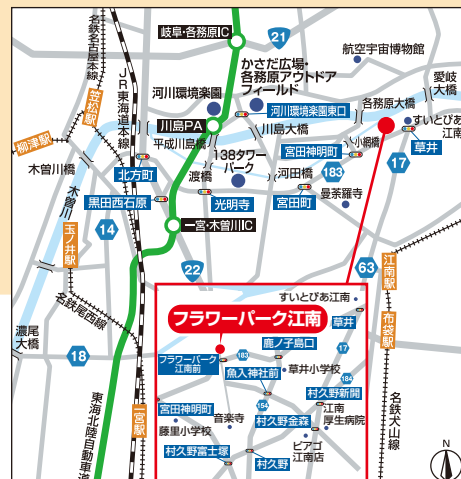 岐阜・各務原IC
21
航空宇宙博物館
名鉄名古屋本線
JR東海道本線
かさだ広場・
各務原アウトドア
フィールド
愛岐
大橋
笠松駅
河川環境楽園
河川環境楽園東口
各務原大橋
すいとぴあ
江南
柳津駅
川島PA
川島大橋
小網橋
草井
平成川島橋
宮田神明町
17
木曽川橋
渡橋
138タワー
パーク
河田橋
183
北方町
木曽川
黒田西石原
光明寺
宮田町
曼荼羅寺
玉ノ井駅
14
一宮・木曽川IC
22
63
江南駅
名鉄尾西線
すいとぴあ江南
フラワーパーク江南
草井
布袋駅
濃尾
大橋
鹿ノ子島口
17
18
フラワーパーク
江南前
183
魚入神社前
草井小学校
184
村久野新開
一宮駅
154
宮田神明町
音楽寺
村久野金森
江南
厚生病院
藤里小学校
ピアゴ
江南店
名鉄犬山線
東海北陸自動車道
村久野富士塚
村久野
N